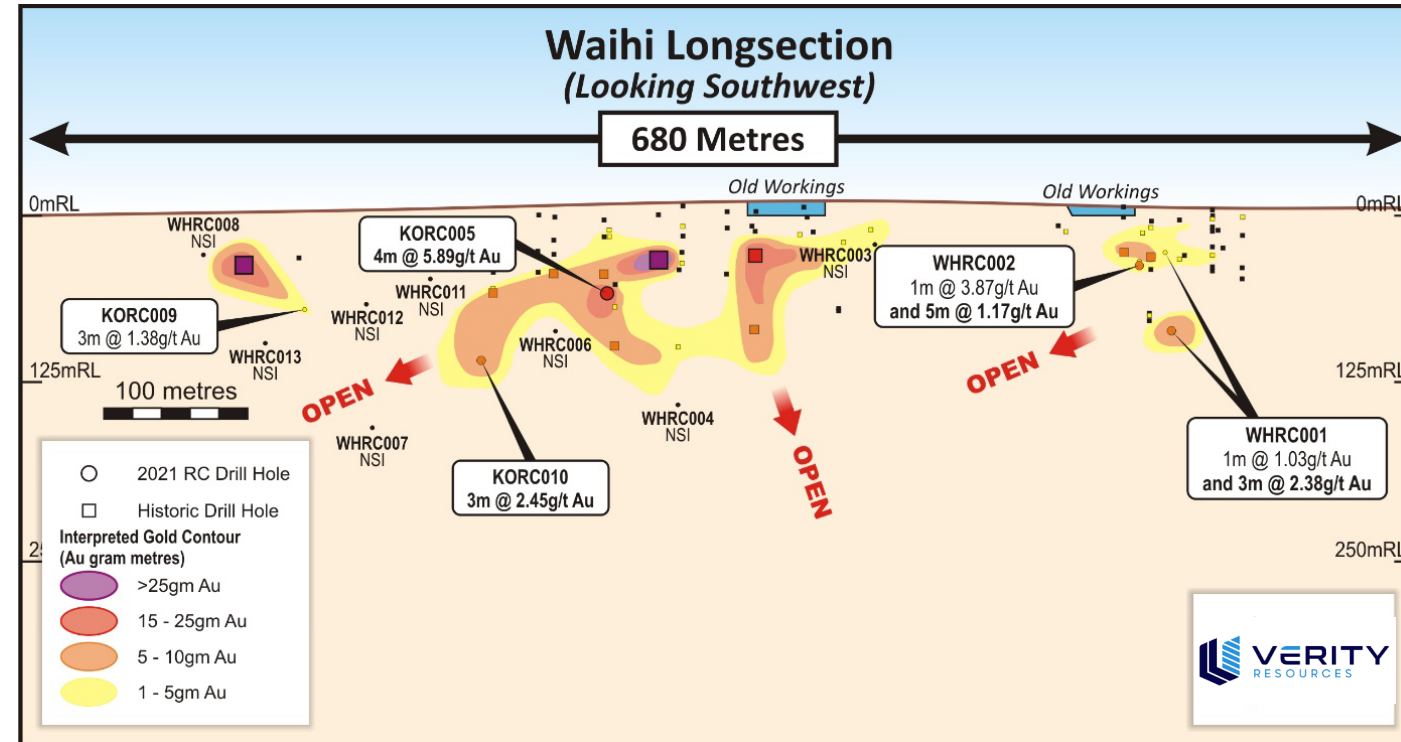 Waihi Longsection
(Looking Southwest)
680 Metres
Old Workings
Old Workings
0mRL
0mRL
WHRC008
NSI
KORC005
4m @ 5.89g/t Au
WHRC003
NSI
WHRC002
1m @ 3.87g/t Au
and 5m @ 1.17g/t Au
KORC009
3m @ 1.38g/t Au
WHRC011
NSI
WHRC012
NSI
WHRC013
NSI
WHRC006
NSI
125mRL
125mRL
100 metres
OPEN
OPEN
OPEN
WHRC007
NSI
WHRC004
NSI
KORC010
3m @ 2.45g/t Au
WHRC001
1m @ 1.03g/t Au
and 3m @ 2.38g/t Au
2021 RC Drill Hole
Historic Drill Hole
Interpreted Gold Contour
(Au gram metres)
>25gm Au
15 - 25gm Au
5 - 10gm Au
1 - 5gm Au
250mRL
VERITY
RESOURCES